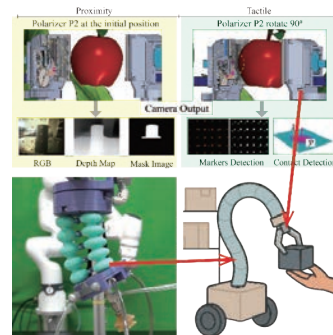 Proximity Tactile
Polarizer P2 at the initial position Polarizer P2 rotate 90°
Camera Output
RGB Depth Map Mask Image Markers Detection Contact Detection